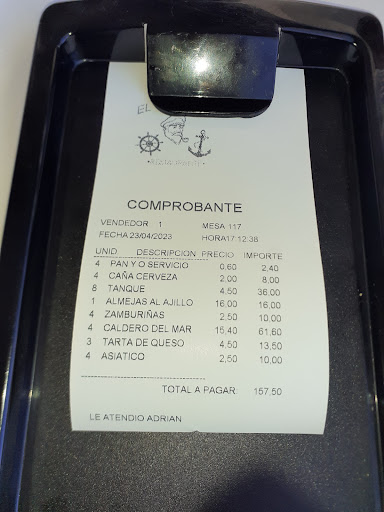 EL
RESTAURANTE
COMPROBANTE
VENDEDOR 1 MESA 117
FECHA 23/04/2023 HORA17:12:38
UNID. DESCRIPCION PRECIO IMPORTE
4 PAN Y O SERVICIO 0,60 2,40
4 CAÑA CERVEZA 2,00 8,00
8 TANQUE 4,50 36,00
1 ALMEJAS AL AJILLO 16,00 16,00
4 ZAMBURIÑAS 2,50 10,00
4 CALDERO DEL MAR 15,40 61,60
3 TARTA DE QUESO 4,50 13,50
4 ASIATICO 2,50 10,00
TOTAL A PAGAR: 157,50
LE ATENDIO ADRIAN